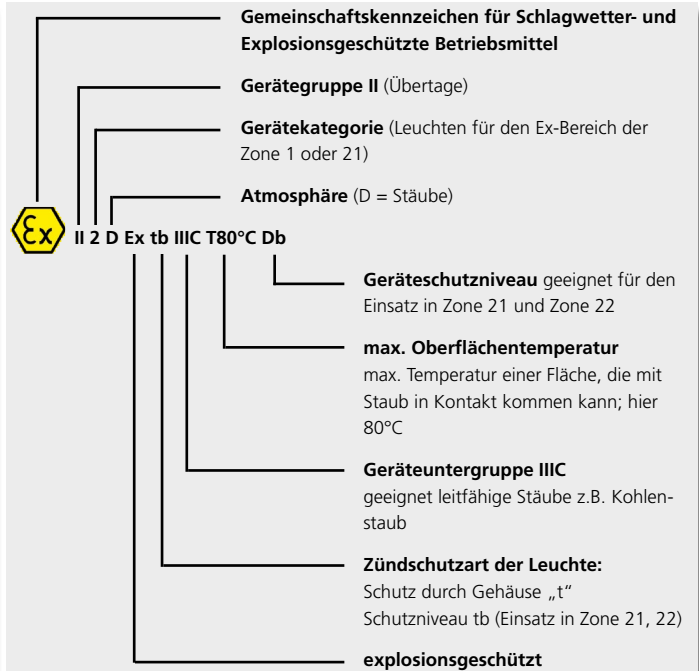 Gemeinschaftskennzeichen für Schlagwetter- und
Explosionsgeschützte Betriebsmittel
Gerätegruppe II (Übertage)
Gerätekategorie (Leuchten für den Ex-Bereich der
Zone 1 oder 21)
Atmosphäre (D = Stäube)
Ex II 2 D Ex tb IIIC T80°C Db
Geräteschutzniveau geeignet für den
Einsatz in Zone 21 und Zone 22
max. Oberflächentemperatur
max. Temperatur einer Fläche, die mit
Staub in Kontakt kommen kann; hier
80°C
Geräteuntergruppe IIIC
geeignet leitfähige Stäube z.B. Kohlen-
staub
Zündschutzart der Leuchte:
Schutz durch Gehäuse „t“
Schutzniveau tb (Einsatz in Zone 21, 22)
explosionsgeschützt